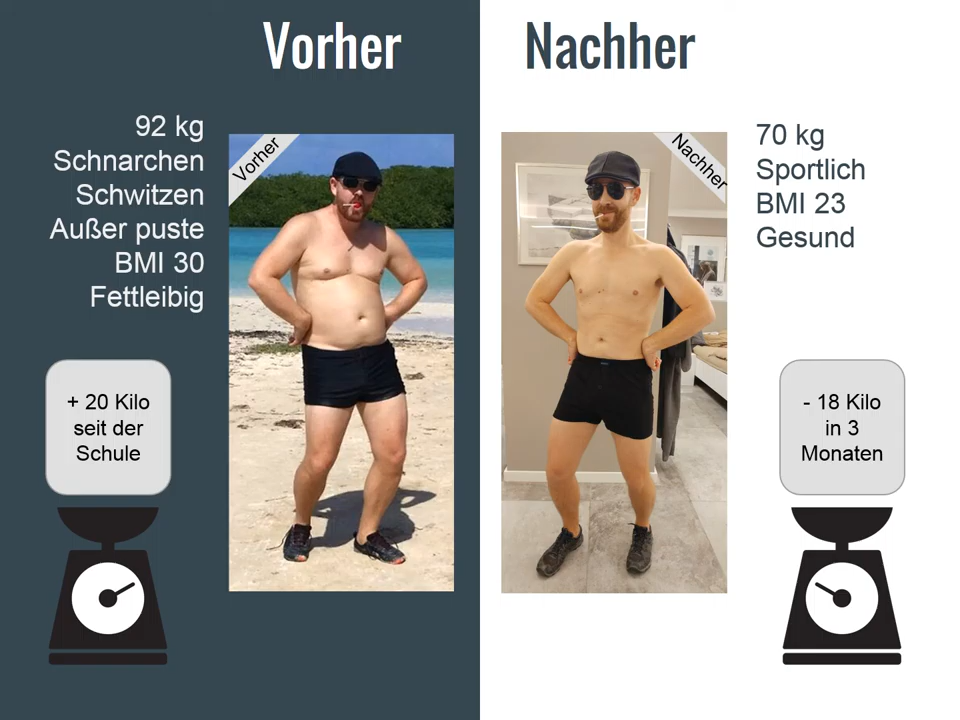 Vorher
92 kg
Schnarchen
Schwitzen
Außer puste
BMI 30
Fettleibig
Vorher
+ 20 Kilo
seit der
Schule
Nachher
Nachher
70 kg
Sportlich
BMI 23
Gesund
- 18 Kilo
in 3
Monaten